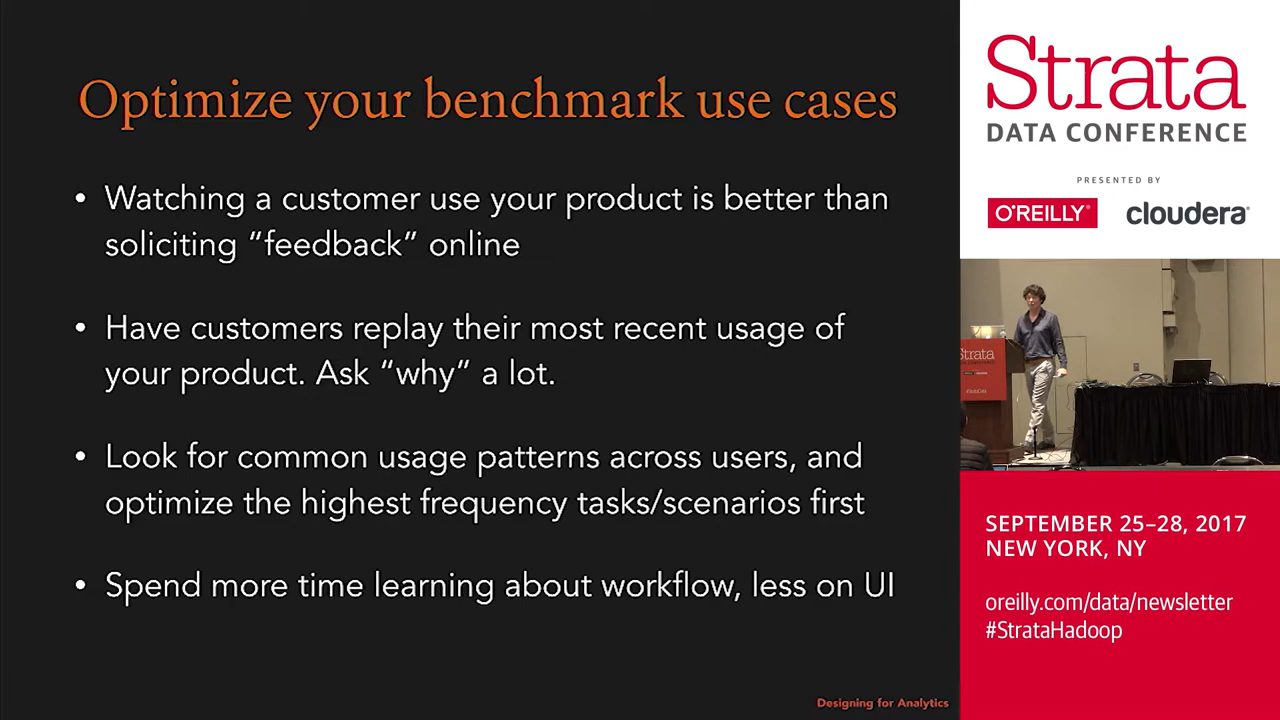 Optimize your benchmark use cases
• Watching a customer use your product is better than
soliciting “feedback” online
• Have customers replay their most recent usage of
your product. Ask “why” a lot.
• Look for common usage patterns across users, and
optimize the highest frequency tasks/scenarios first
• Spend more time learning about workflow, less on UI
Designing for Analytics
Strata
DATA CONFERENCE
PRESENTED BY
O'REILLY®
cloudera®
Strata
SEPTEMBER 25–28, 2017
NEW YORK, NY
oreilly.com/data/newsletter
#StrataHadoop